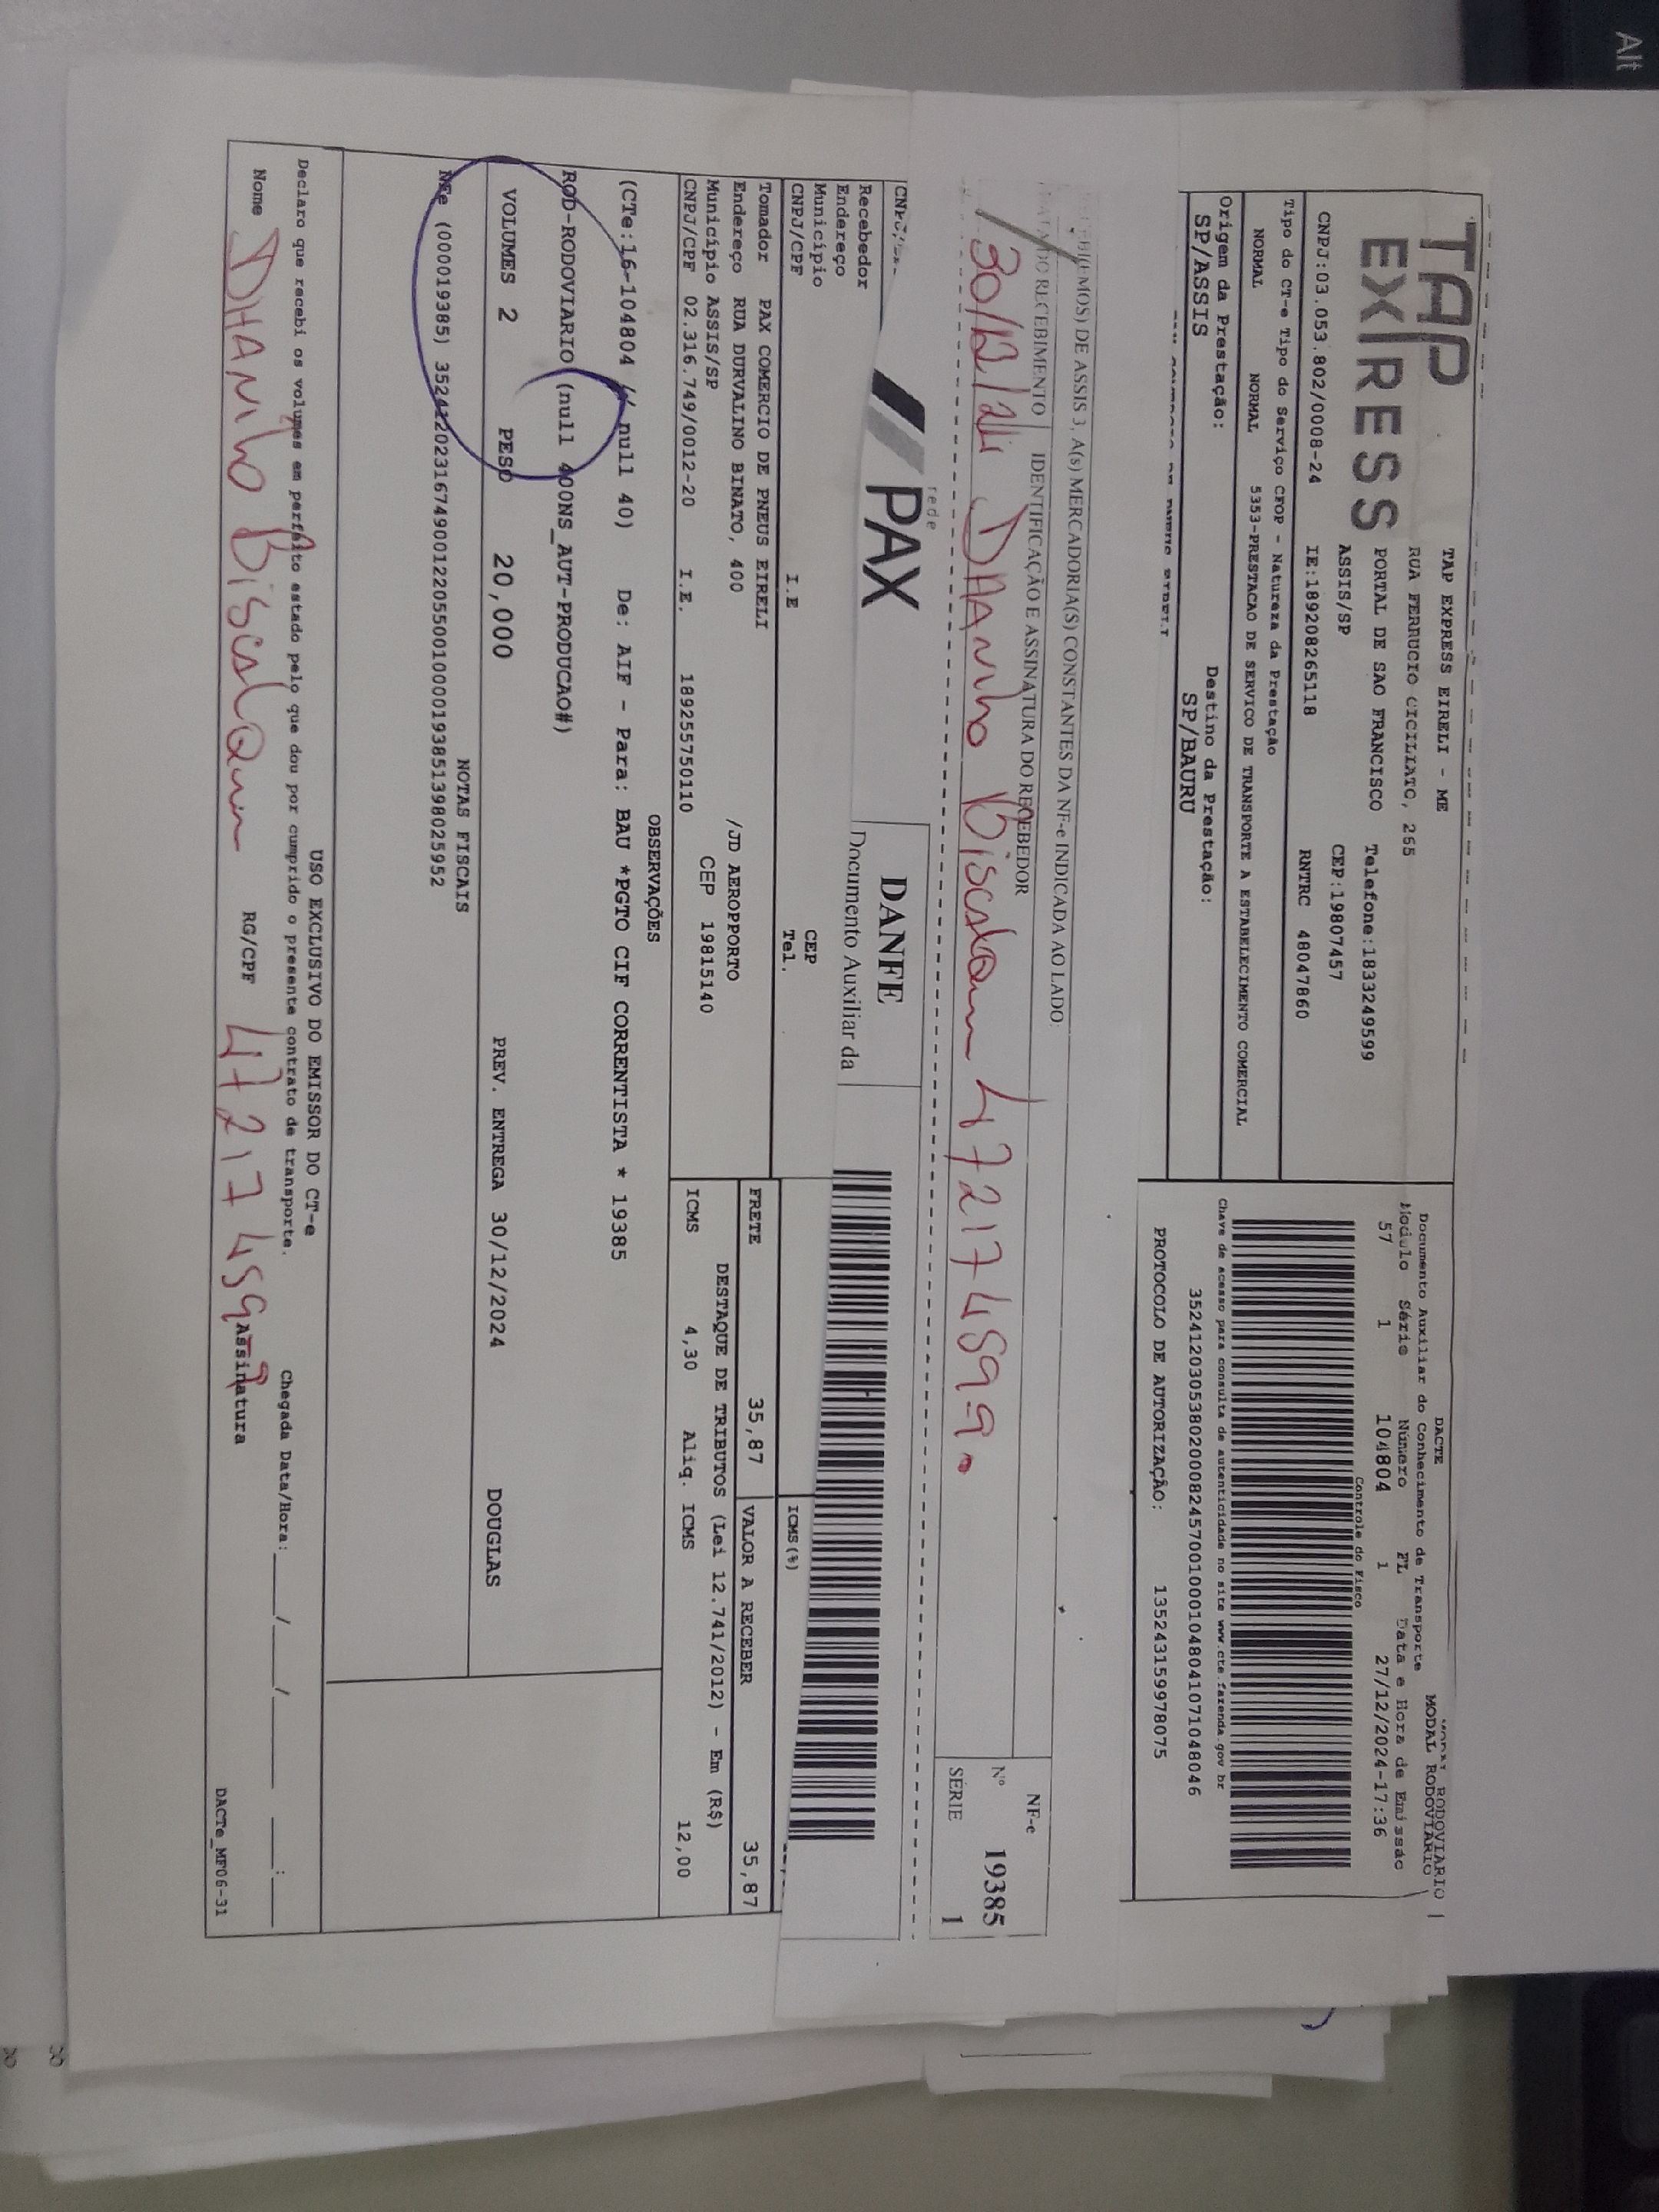 Alt
TAP
EXPRESS
TAP EXPRESS EIRELI - ME
RUA FERRUCIO CICILIATO, 265
PORTAL DE SAO FRANCISCO Telefone:1833249599
ASSIS/SP CEP:19807457
CNPJ:03.053.802/0008-24 IE:189208265118 RNTRC 48047860
Tipo do CT-e Tipo do Serviço CFOP - Natureza da Prestação
NORMAL NORMAL 5353-PRESTACAO DE SERVICO DE TRANSPORTE A ESTABELECIMENTO COMERCIAL
Origem da Prestação: Destino da Prestação:
SP/ASSIS SP/BAURU
MODAL RODOVIARIO
MODAL RODOVIARIO
DACTE
Documento Auxiliar do Conhecimento de Transporte
Modulo Série Número FL Data e Hora de Emissão
57 1 104804 1 27/12/2024-17:36
Controle do Fisco
Chave de acesso para consulta de autenticidade no site www.cte.fazenda.gov br
35241203053802000824570010001048041071048046
PROTOCOLO DE AUTORIZAÇÃO: 135243159978075
DE ASSIS 3, A(s) MERCADORIA(S) CONSTANTES DA NF-e INDICADA AO LADO:
DO RECEBIMENTO IDENTIFICAÇÃO E ASSINATURA DO RECEBEDOR
30/12/24 DHANILO 47217459-9
NF-e
Nº 19385
SÉRIE 1
rede
PAX
DANFE
Documento Auxiliar da
Recebedor
Endereço
Município CEP
CNPJ/CPF I.E Tel.
ICMS(%)
Tomador PAX COMERCIO DE PNEUS EIRELI
Endereço RUA DURVALINO BINATO, 400 /JD AEROPPORTO
Município ASSIS/SP CEP 19815140
CNPJ/CPF 02.316.749/0012-20 I.E. 189255750110
FRETE 35,87 VALOR A RECEBER 35,87
DESTAQUE DE TRIBUTOS (Lei 12.741/2012) - Em (R$)
ICMS 4,30 Aliq. ICMS 12,00
OBSERVAÇÕES
(CTe:16-104804 // null 40) De: AIF - Para: BAU *PGTO CIF CORRENTISTA * 19385
ROD-RODOVIARIO (null 400NS_AUT-PRODUCAO#)
VOLUMES 2 PESO 20,000 PREV. ENTREGA 30/12/2024 DOUGLAS
NOTAS FISCAIS
NFe (000019385) 35241202316749001220550010000193851398025952
USO EXCLUSIVO DO EMISSOR DO CT-e
Declaro que recebi os volumes em perfeito estado pelo que dou por cumprido o presente contrato de transporte. Chegada Data/Hora:____/____/____ ___:___
Nome DHANILO RG/CPF 47217459-9 Assinatura
DACTe_MF06-31